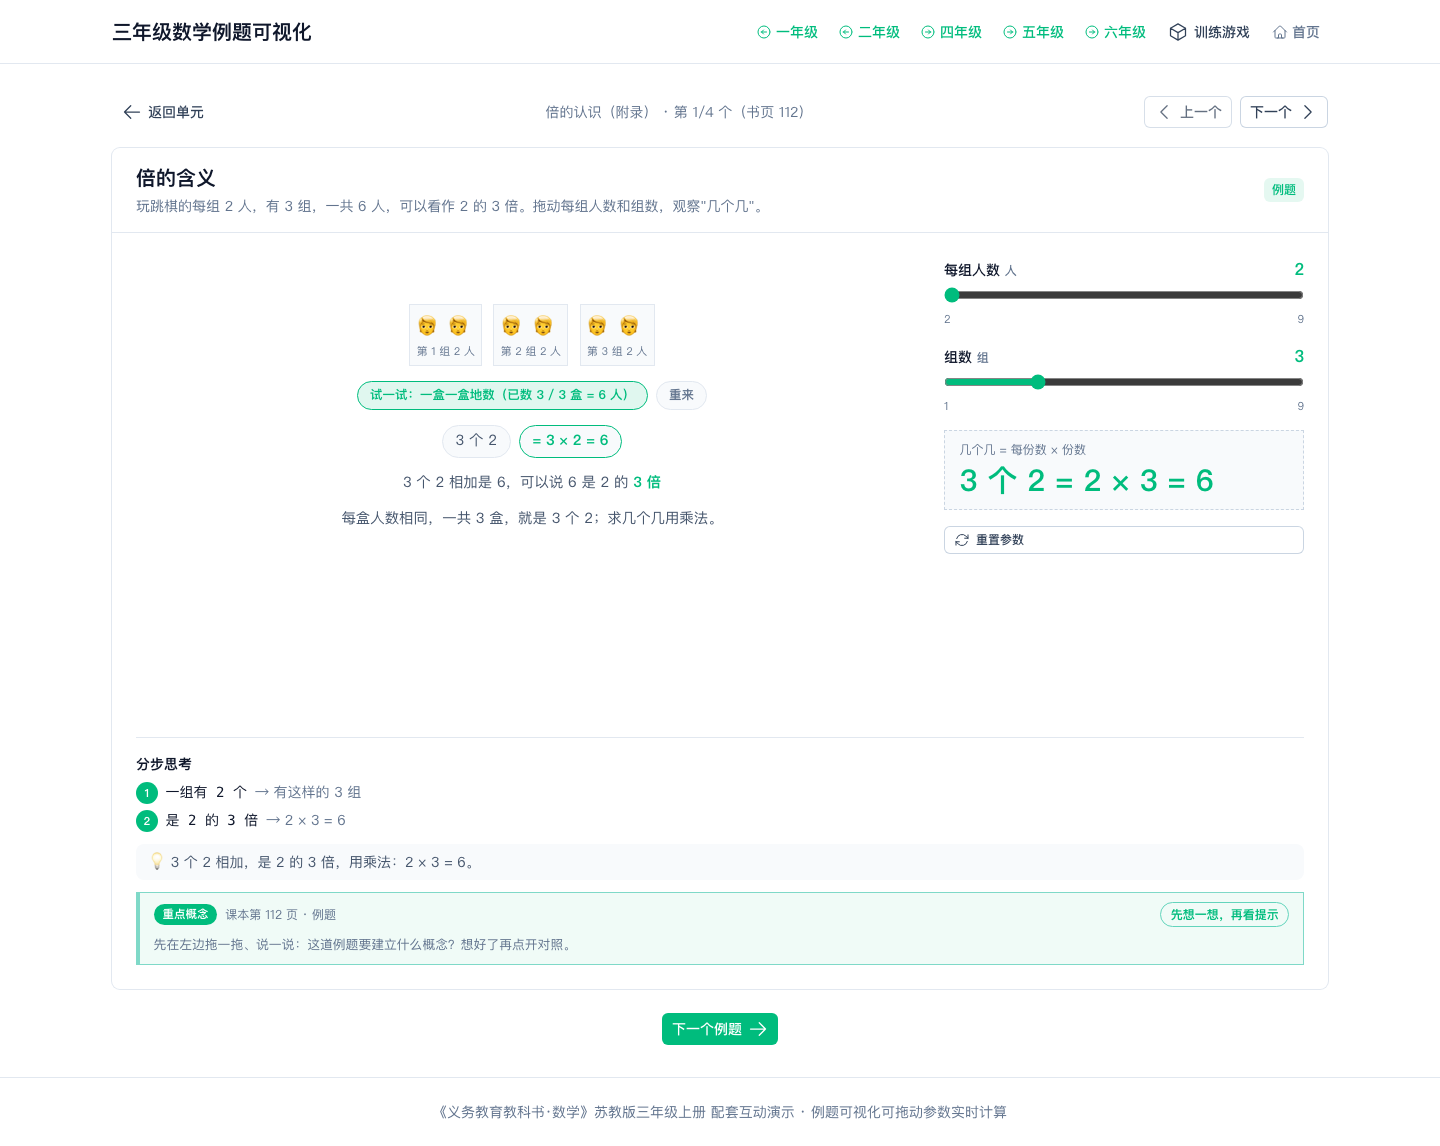 三年级数学例题可视化
一年级 二年级 四年级 五年级 六年级 训练游戏 首页
返回单元
倍的认识（附录） · 第 1/4 个（书页 112）
上一个
下一个
倍的含义
玩跳棋的每组 2 人，有 3 组，一共 6 人，可以看作 2 的 3 倍。拖动每组人数和组数，观察"几个几"。
例题
第 1 组 2 人
第 2 组 2 人
第 3 组 2 人
试一试：一盒一盒地数（已数 3 / 3 盒 = 6 人） 重来
3 个 2 = 3 × 2 = 6
3 个 2 相加是 6，可以说 6 是 2 的 3 倍
每盒人数相同，一共 3 盒，就是 3 个 2；求几个几用乘法。
每组人数 人 2
2 9
组数 组 3
1 9
几个几 = 每份数 × 份数
3 个 2 = 2 × 3 = 6
重置参数
分步思考
1 一组有 2 个 → 有这样的 3 组
2 是 2 的 3 倍 → 2 × 3 = 6
3 个 2 相加，是 2 的 3 倍，用乘法：2 × 3 = 6。
重点概念 课本第 112 页 · 例题
先想一想，再看提示
先在左边拖一拖、说一说：这道例题要建立什么概念？想好了再点开对照。
下一个例题
《义务教育教科书·数学》苏教版三年级上册 配套互动演示 · 例题可视化可拖动参数实时计算